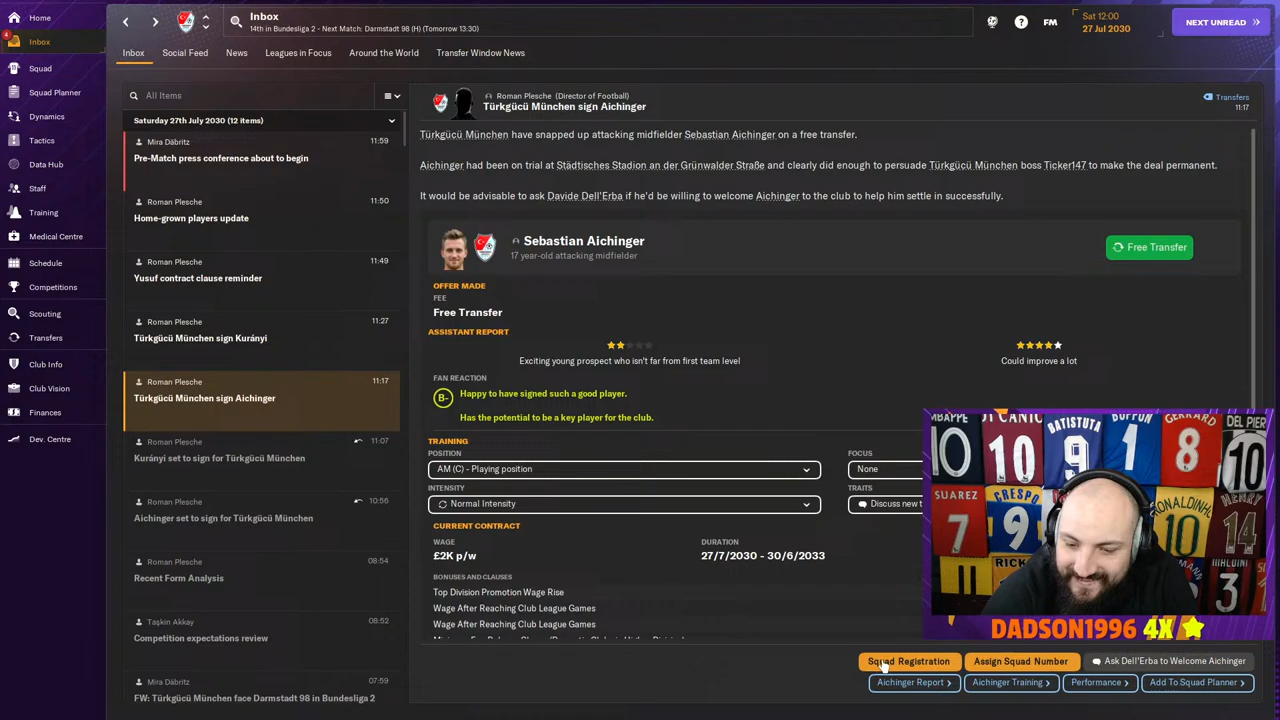 Home
Inbox
14th in Bundesliga 2 - Next Match: Darmstadt 98 (H) (Tomorrow 13:30)
FM
Sat 12:00
27 Jul 2030
NEXT UNREAD
4
Inbox
Squad
Squad Planner
Dynamics
Tactics
Data Hub
Staff
Training
Medical Centre
Schedule
Competitions
Scouting
Transfers
Club Info
Club Vision
Finances
Dev. Centre
Inbox
Social Feed
News
Leagues in Focus
Around the World
Transfer Window News
All Items
Saturday 27th July 2030 (12 items)
Mira Däbritz
11:59
Pre-Match press conference about to begin
Roman Plesche
11:50
Home-grown players update
Roman Plesche
11:49
Yusuf contract clause reminder
Roman Plesche
11:27
Türkgücü München sign Kurányi
Roman Plesche
11:17
Türkgücü München sign Aichinger
Roman Plesche
11:07
Kurányi set to sign for Türkgücü München
Roman Plesche
10:56
Aichinger set to sign for Türkgücü München
Roman Plesche
08:54
Recent Form Analysis
Taşkin Akkay
08:52
Competition expectations review
Mira Däbritz
07:59
FW: Türkgücü München face Darmstadt 98 in Bundesliga 2
Roman Plesche (Director of Football)
Türkgücü München sign Aichinger
Transfers
11:17
Türkgücü München have snapped up attacking midfielder Sebastian Aichinger on a free transfer.
Aichinger had been on trial at Städtisches Stadion an der Grünwalder Straße and clearly did enough to persuade Türkgücü München boss Ticker147 to make the deal permanent.
It would be advisable to ask Davide Dell'Erba if he'd be willing to welcome Aichinger to the club to help him settle in successfully.
Sebastian Aichinger
17 year-old attacking midfielder
Free Transfer
OFFER MADE
FEE
Free Transfer
ASSISTANT REPORT
Exciting young prospect who isn't far from first team level
Could improve a lot
FAN REACTION
B-
Happy to have signed such a good player.
Has the potential to be a key player for the club.
TRAINING
POSITION
AM (C) - Playing position
FOCUS
None
INTENSITY
Normal Intensity
TRAITS
Discuss new t
CURRENT CONTRACT
WAGE
£2K p/w
DURATION
27/7/2030 - 30/6/2033
BONUSES AND CLAUSES
Top Division Promotion Wage Rise
Wage After Reaching Club League Games
Wage After Reaching Club League Games
10
10
BATISTUTA
9
BUFFON
1
GERRARD
8
DEL PIER
10
SUAREZ
7
CRESPO
RONALDINHO
10
HENRY
14
MALDINI
3
DADSON1996 4X
Squad Registration
Assign Squad Number
Ask Dell'Erba to Welcome Aichinger
Aichinger Report
Aichinger Training
Performance
Add To Squad Planner